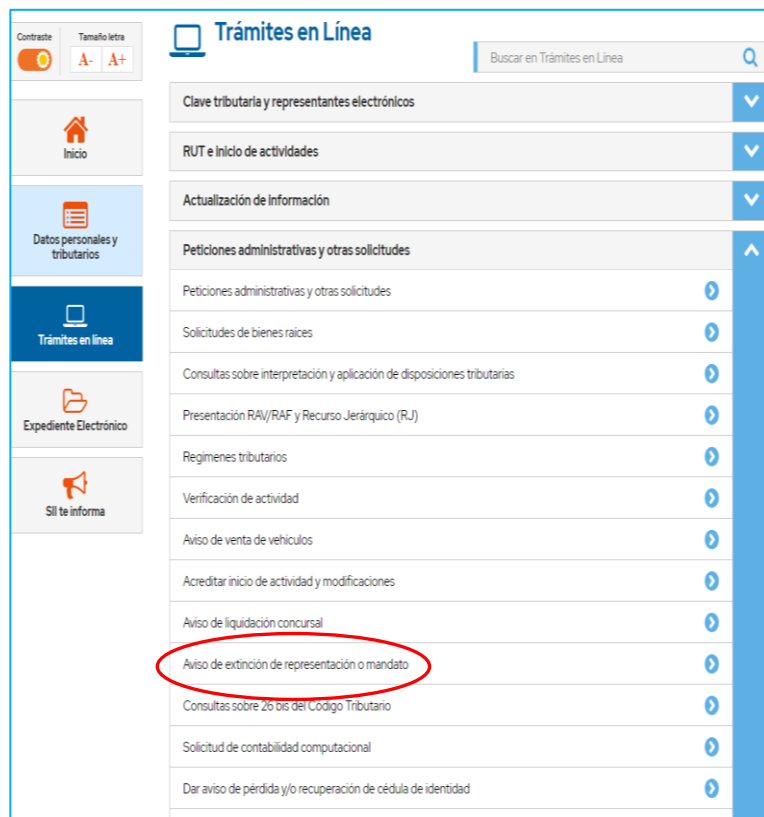 Contraste
Tamaño letra
A- A+
Inicio
Datos personales y
tributarios
Trámites en línea
Expediente Electrónico
SII te informa
Trámites en Línea
Buscar en Trámites en Línea
Clave tributaria y representantes electrónicos
RUT e inicio de actividades
Actualización de información
Peticiones administrativas y otras solicitudes
Peticiones administrativas y otras solicitudes
Solicitudes de bienes raíces
Consultas sobre interpretación y aplicación de disposiciones tributarias
Presentación RAV/RAF y Recurso Jerárquico (RJ)
Regímenes tributarios
Verificación de actividad
Aviso de venta de vehículos
Acreditar inicio de actividad y modificaciones
Aviso de liquidación concursal
Aviso de extinción de representación o mandato
Consultas sobre 26 bis del Código Tributario
Solicitud de contabilidad computacional
Dar aviso de pérdida y/o recuperación de cédula de identidad